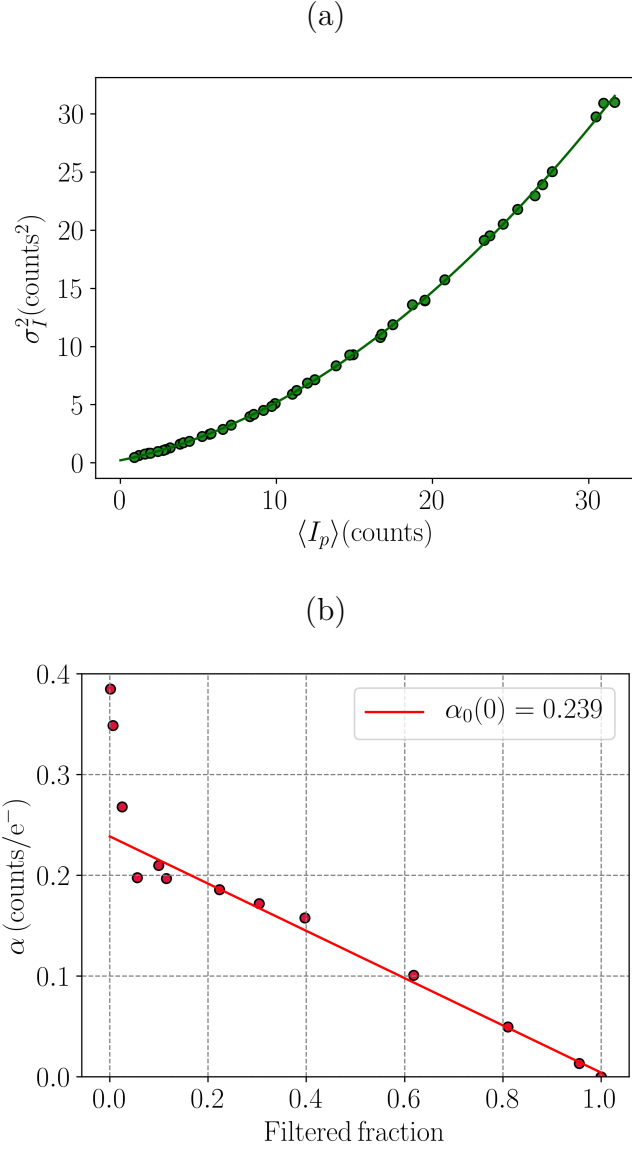 (a)
30
25
20
15
10
5
0
σ_I^2(counts²)
0 10 20 30
⟨I_p⟩(counts)
(b)
0.4
0.3
0.2
0.1
0.0
α (counts/e⁻)
α₀(0) = 0.239
0.0 0.2 0.4 0.6 0.8 1.0
Filtered fraction